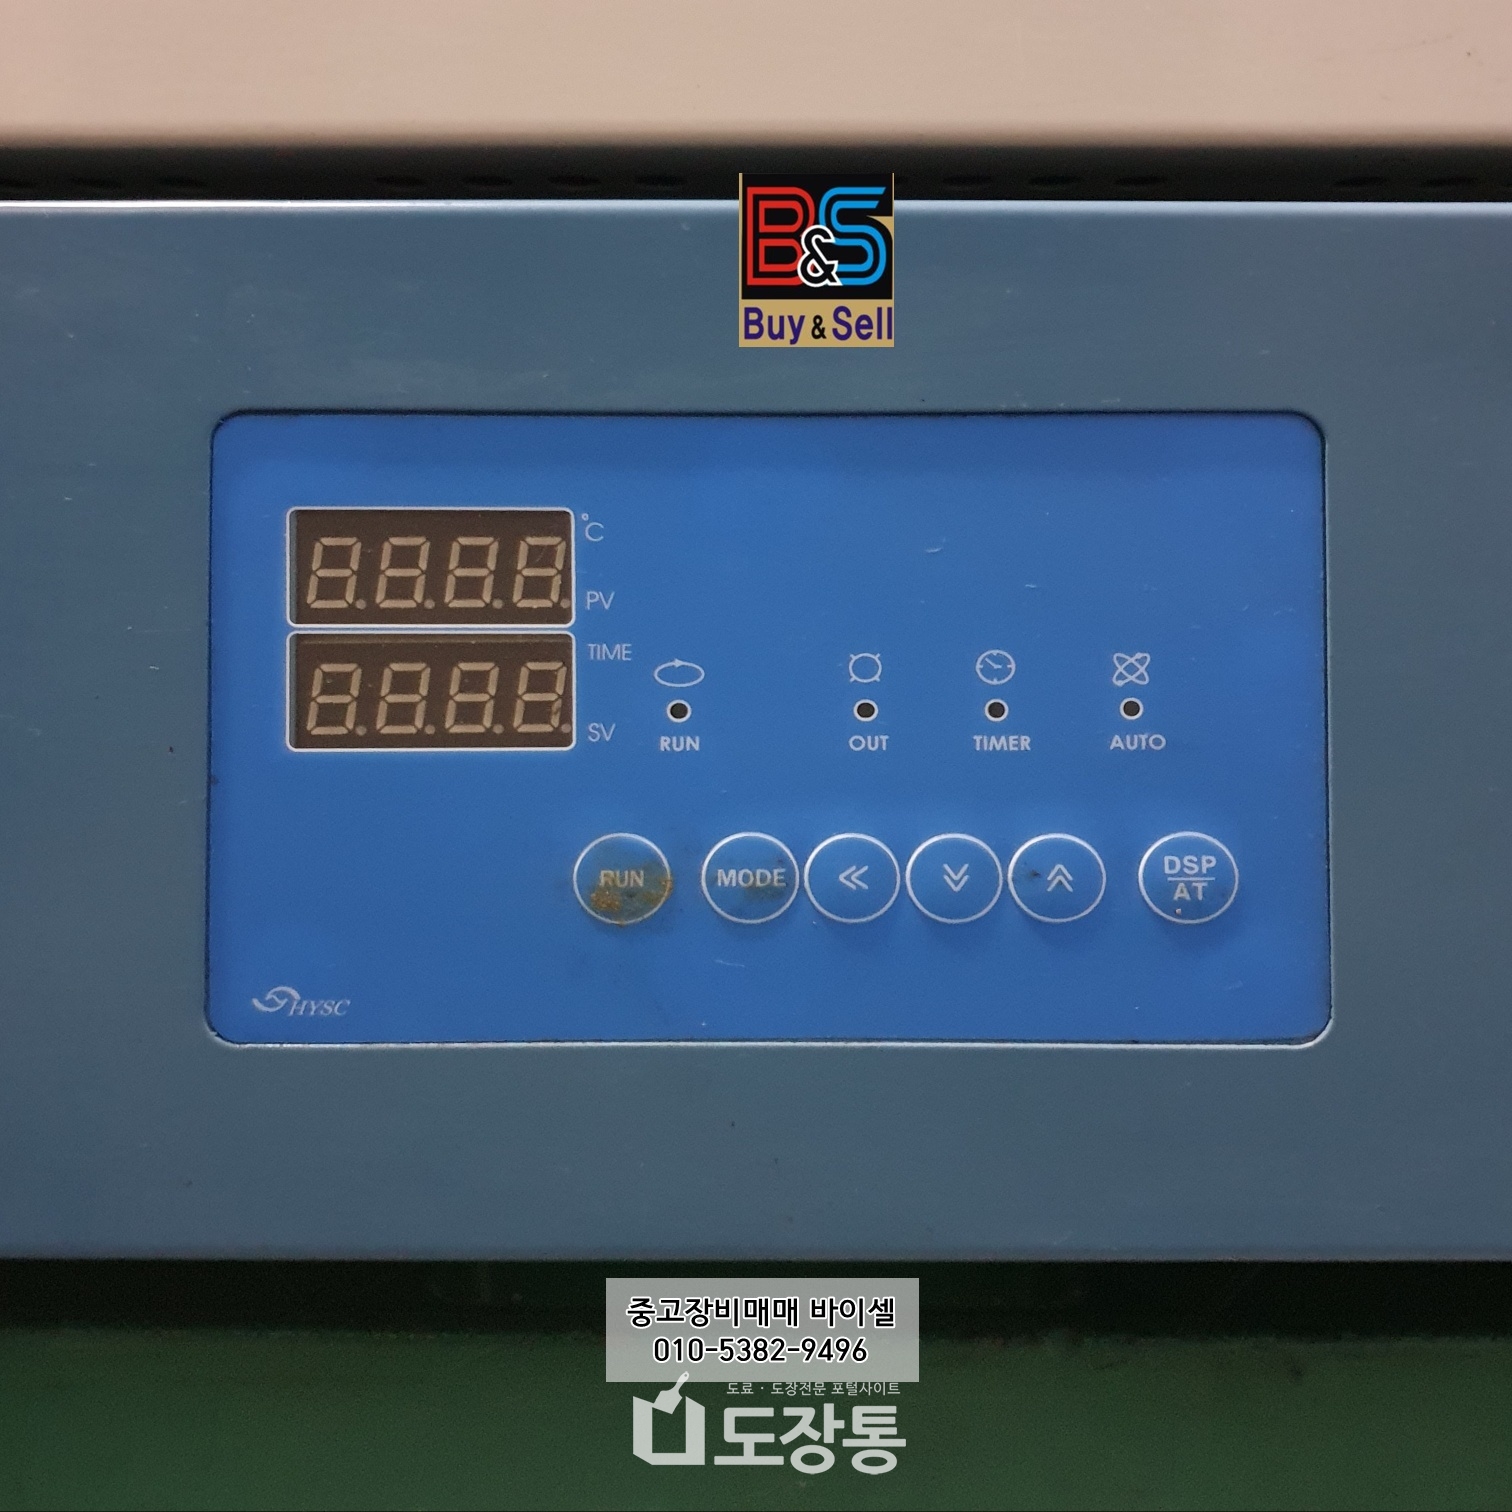 B&S
Buy & Sell
°C
PV
TIME
SV
RUN
OUT
TIMER
AUTO
RUN
MODE
DSP
AT
HYSC
중고장비매매 바이셀
010-5382-9496
도료 · 도장전문 포털사이트
도장통